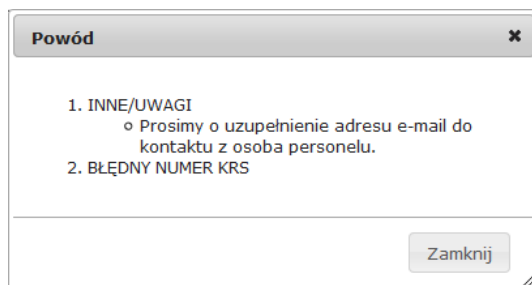 Powód
1. INNE/UWAGI
Prosimy o uzupełnienie adresu e-mail do
kontaktu z osoba personelu.
2. BŁĘDNY NUMER KRS
Zamknij